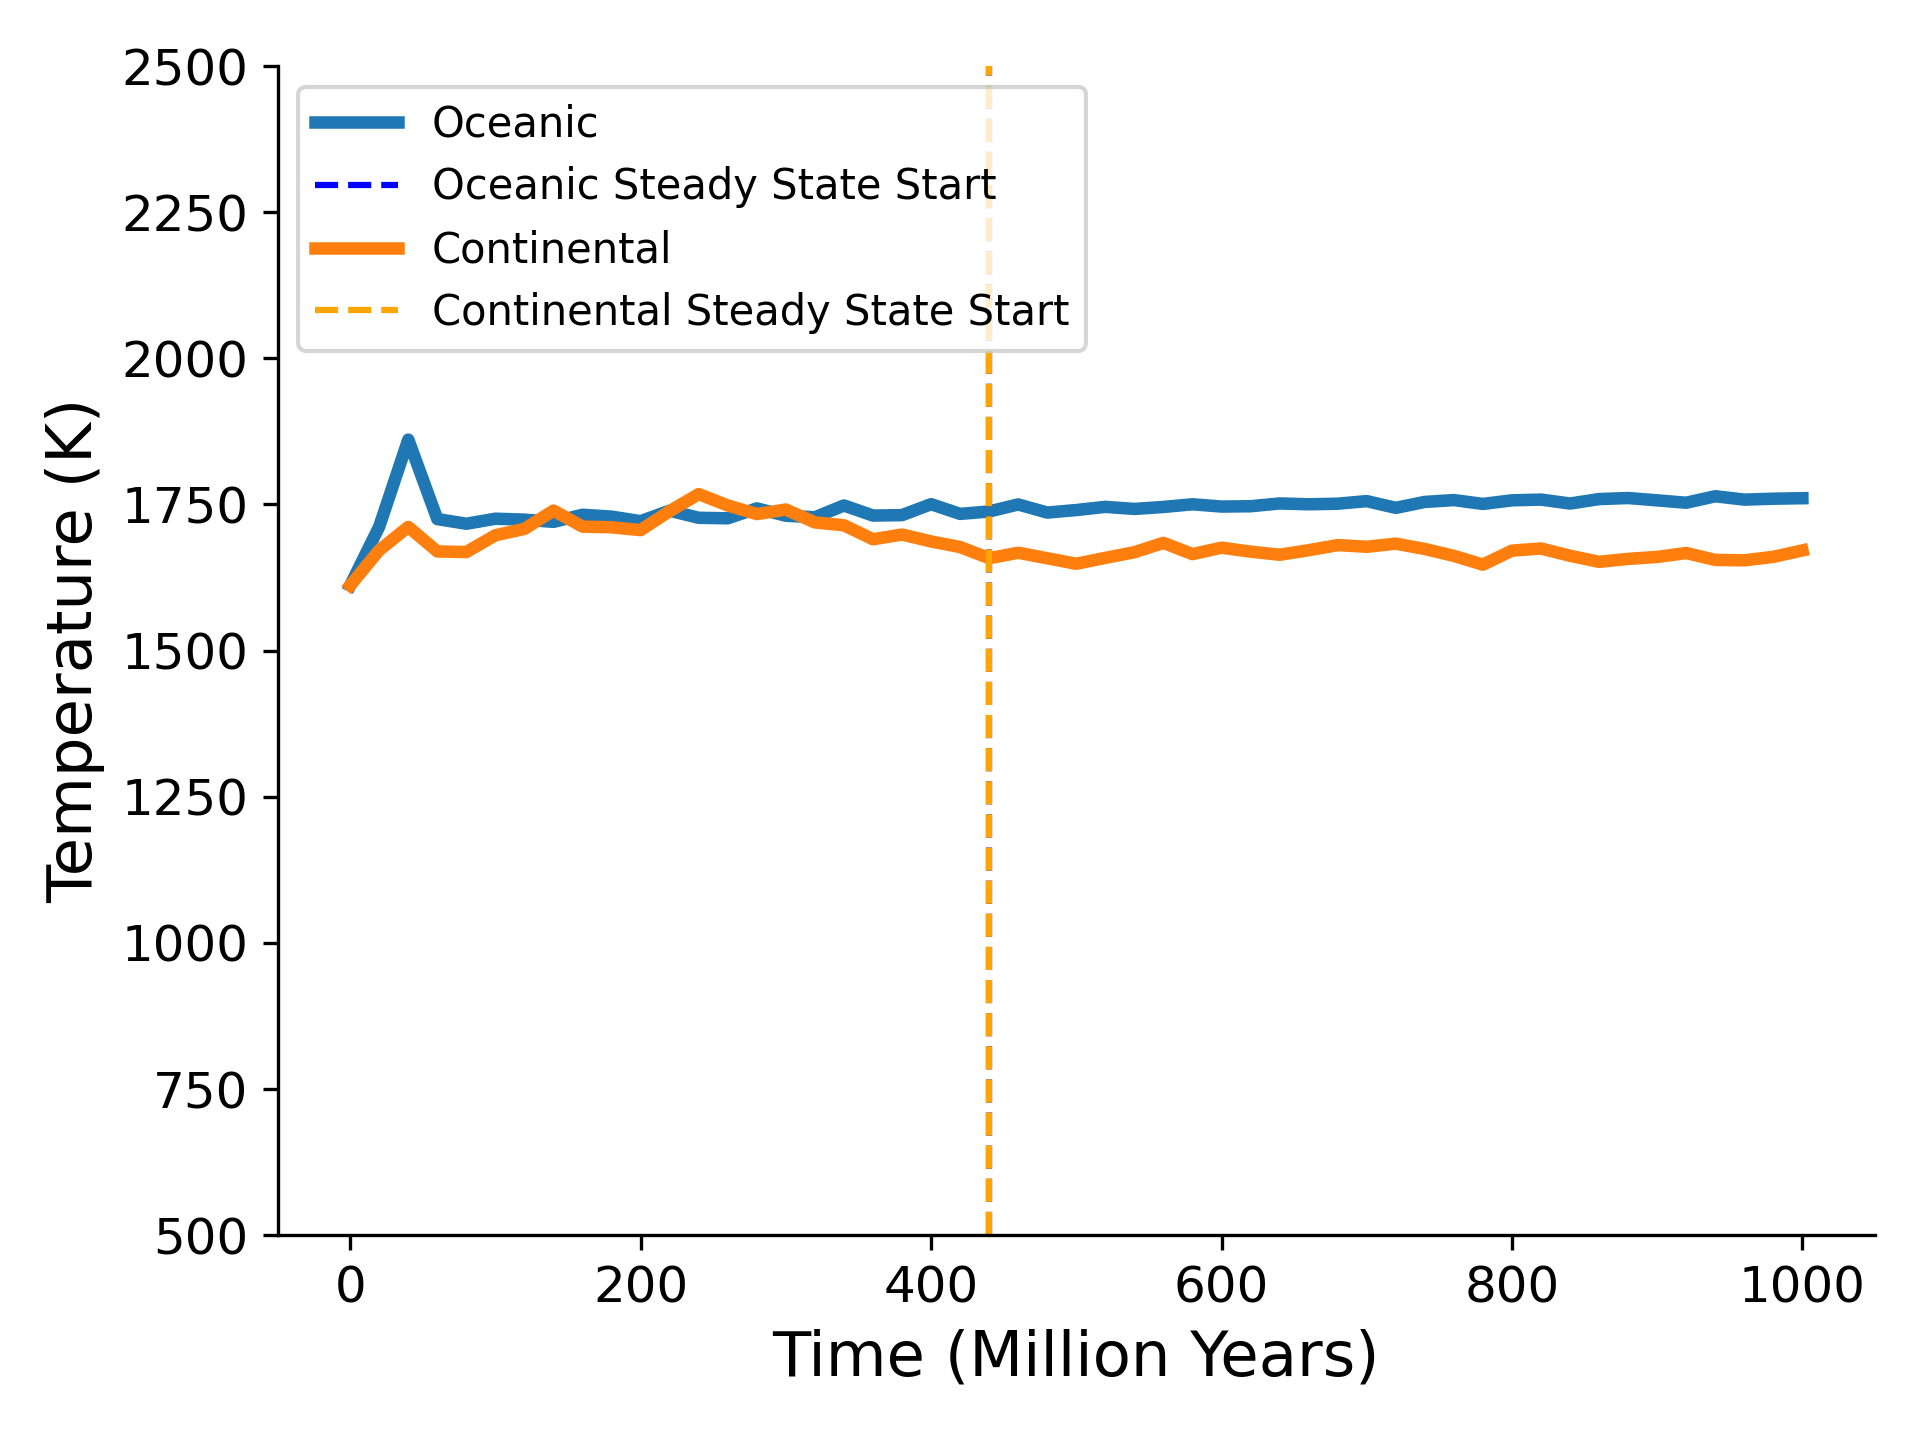 2500
2250
2000
1750
1500
1250
1000
750
500
Temperature (K)
Oceanic
Oceanic Steady State Start
Continental
Continental Steady State Start
0 200 400 600 800 1000
Time (Million Years)